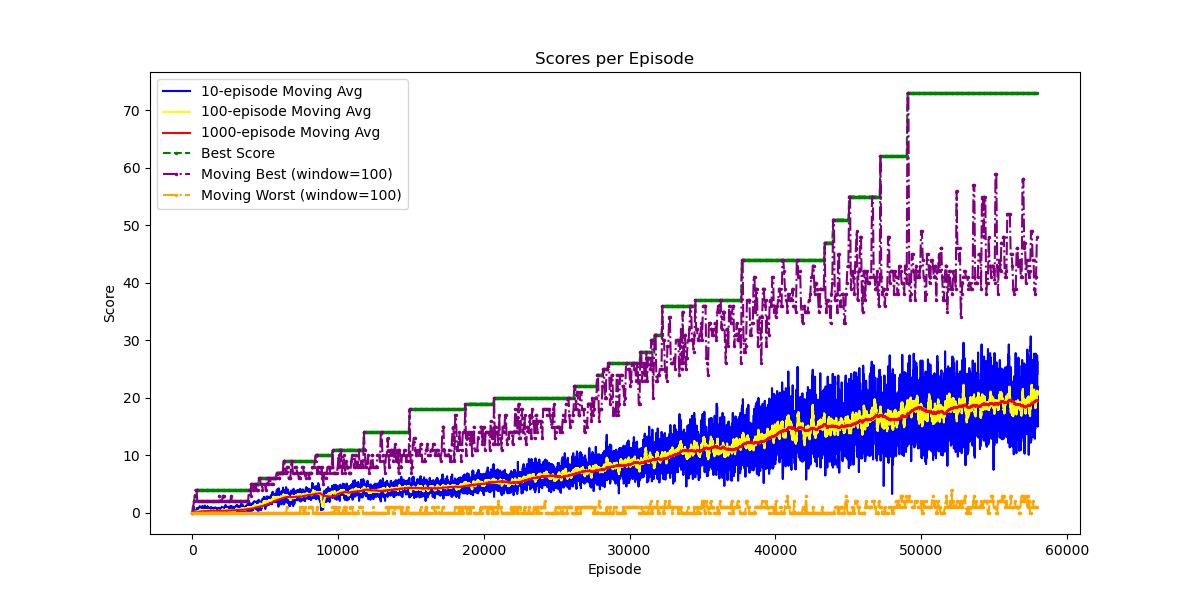 Scores per Episode
10-episode Moving Avg
100-episode Moving Avg
1000-episode Moving Avg
Best Score
Moving Best (window=100)
Moving Worst (window=100)
70
60
50
40
30
20
10
0
Score
0 10000 20000 30000 40000 50000 60000
Episode